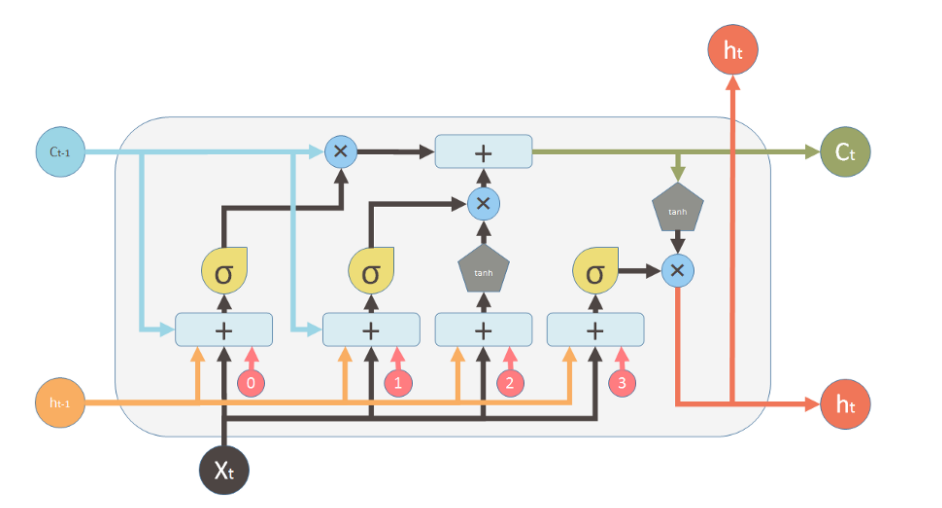 ht
Ct-1
×
+
Ct
×
tanh
σ
σ
tanh
σ
×
+
+
+
+
0
1
2
3
ht-1
ht
Xt